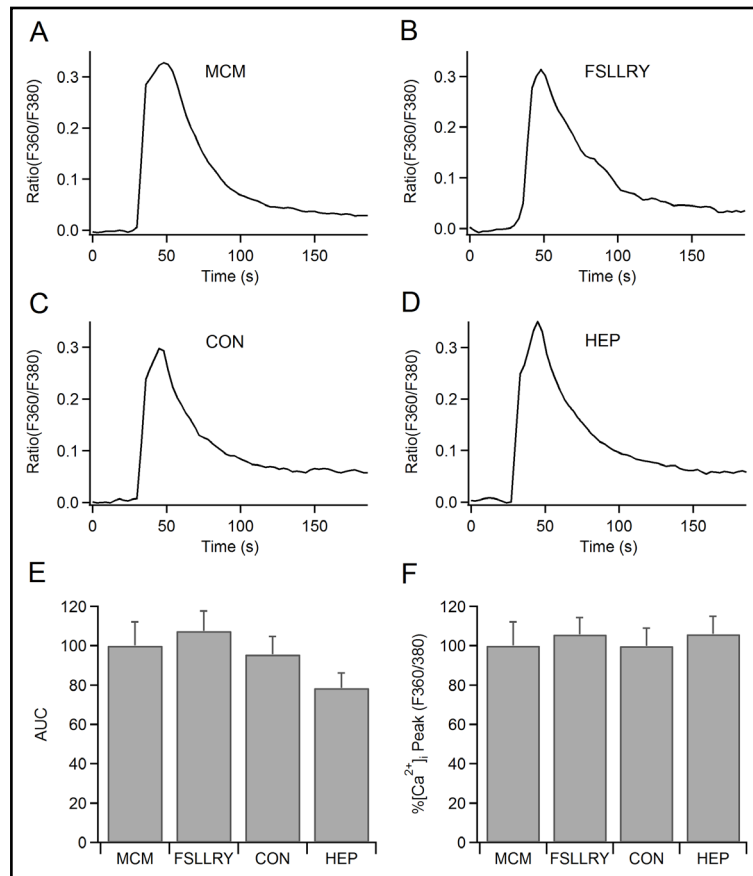 A
MCM
Ratio(F360/F380)
0.3
0.2
0.1
0.0
0 50 100 150
Time (s)
B
FSLLRY
Ratio(F360/F380)
0.3
0.2
0.1
0.0
0 50 100 150
Time (s)
C
CON
Ratio(F360/F380)
0.3
0.2
0.1
0.0
0 50 100 150
Time (s)
D
HEP
Ratio(F360/F380)
0.3
0.2
0.1
0.0
0 50 100 150
Time (s)
E
AUC
120
100
80
60
40
20
0
MCM FSLLRY CON HEP
F
%[Ca²⁺]ᵢ Peak (F360/380)
120
100
80
60
40
20
0
MCM FSLLRY CON HEP